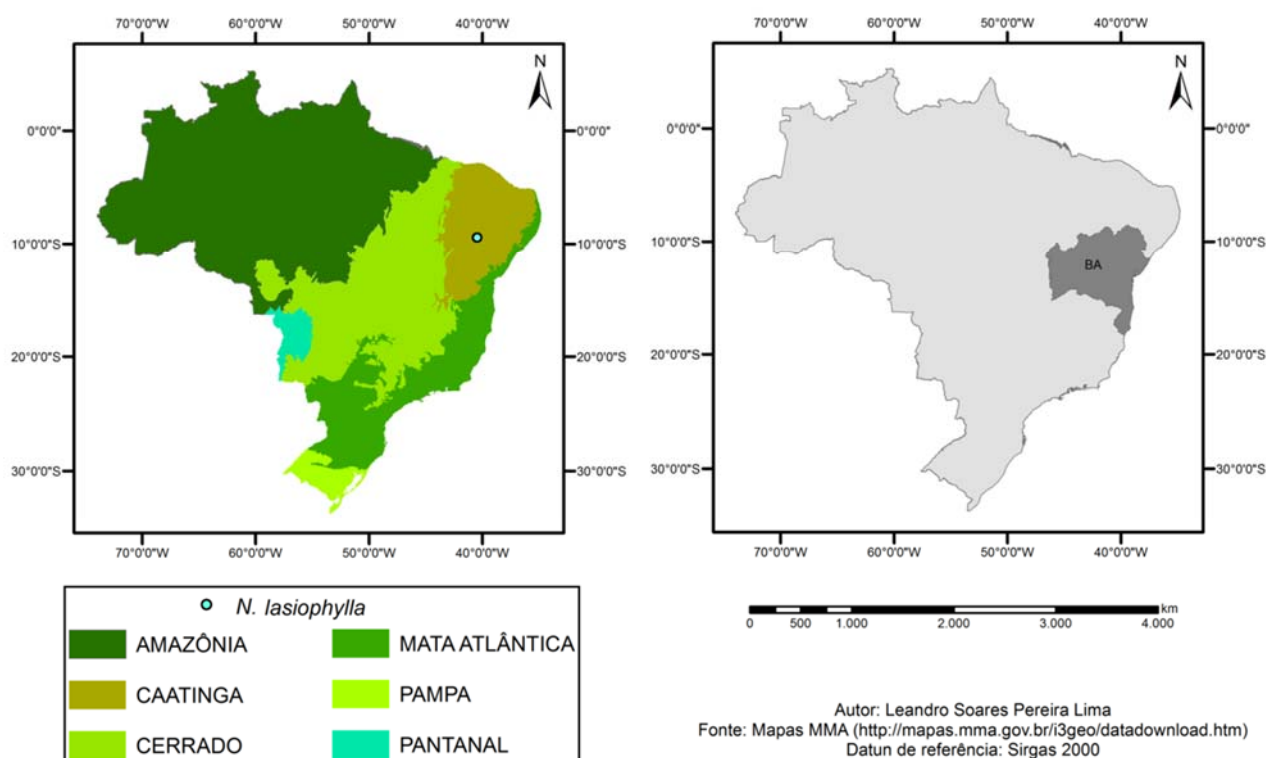 70°0'0"W 60°0'0"W 50°0'0"W 40°0'0"W
N
0°0'0"
10°0'0"S
20°0'0"S
30°0'0"S
0°0'0"
10°0'0"S
20°0'0"S
30°0'0"S
70°0'0"W 60°0'0"W 50°0'0"W 40°0'0"W
70°0'0"W 60°0'0"W 50°0'0"W 40°0'0"W
N
0°0'0"
10°0'0"S
20°0'0"S
30°0'0"S
BA
0°0'0"
10°0'0"S
20°0'0"S
30°0'0"S
70°0'0"W 60°0'0"W 50°0'0"W 40°0'0"W
N. lasiophylla
AMAZÔNIA MATA ATLÂNTICA
CAATINGA PAMPA
CERRADO PANTANAL
km
0 500 1.000 2.000 3.000 4.000
Autor: Leandro Soares Pereira Lima
Fonte: Mapas MMA (http://mapas.mma.gov.br/i3geo/datadownload.htm)
Datun de referência: Sirgas 2000